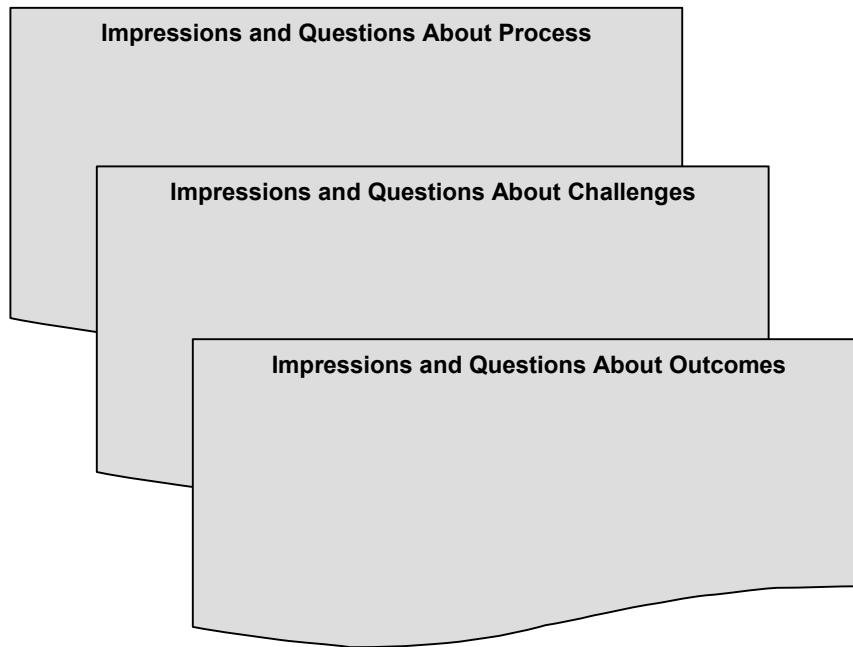 Impressions and Questions About Process
Impressions and Questions About Challenges
Impressions and Questions About Outcomes